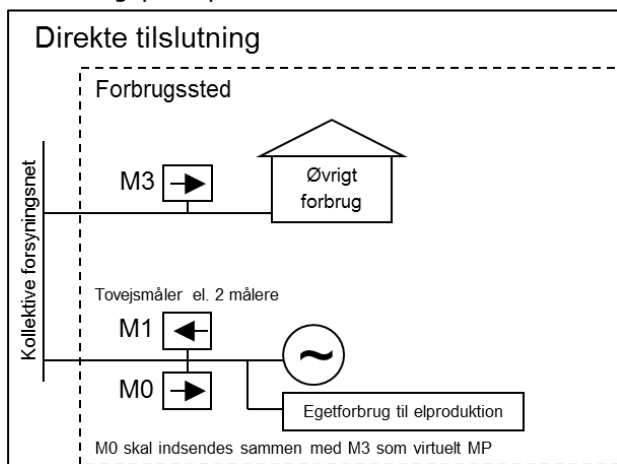 Direkte tilslutning
Forbrugssted
Kollektive forsyningsnet
M3
Øvrigt
forbrug
Tovejsmåler el. 2 målere
M1
~
M0
Egetforbrug til elproduktion
M0 skal indsendes sammen med M3 som virtuelt MP